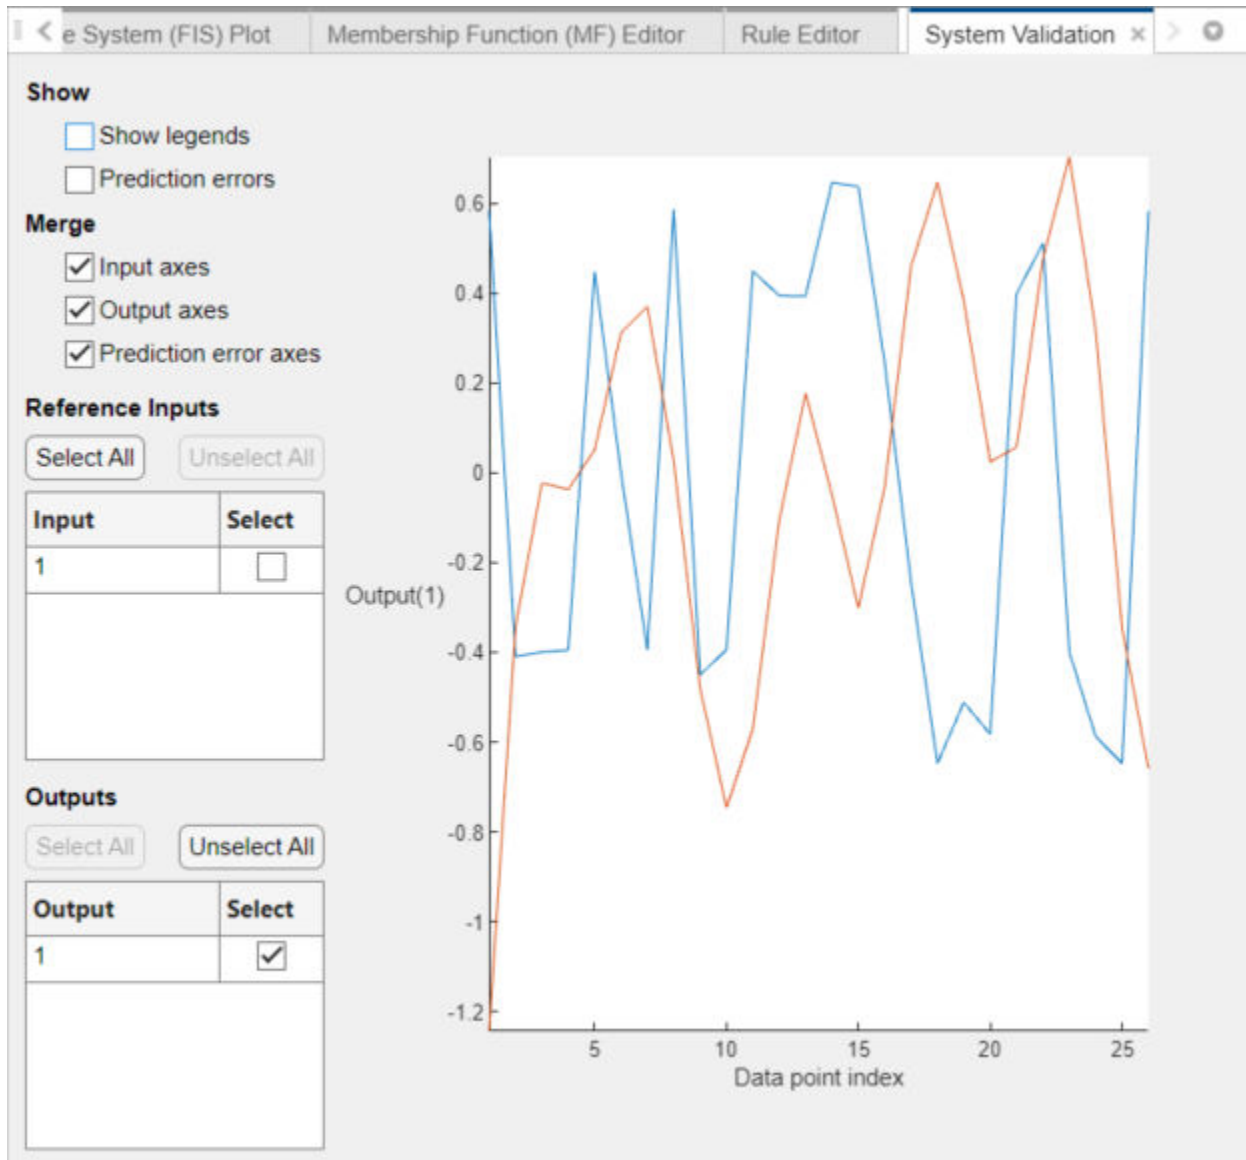 e System (FIS) Plot Membership Function (MF) Editor Rule Editor System Validation ×
Show
Show legends
Prediction errors
Merge
Input axes
Output axes
Prediction error axes
Reference Inputs
Select All Unselect All
Input Select
1
Outputs
Select All Unselect All
Output Select
1
0.6
0.4
0.2
0
-0.2
Output(1)
-0.4
-0.6
-0.8
-1
-1.2
5 10 15 20 25
Data point index